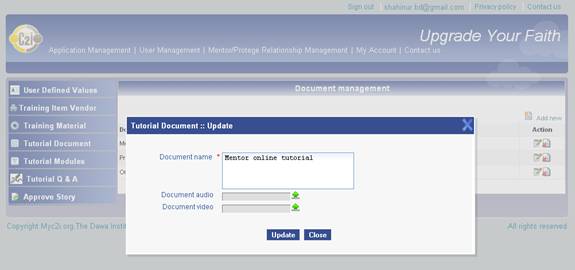 Sign out | shahinur.bd@gmail.com | Privacy policy | Contact us
C2i
Upgrade Your Faith
Application Management | User Management | Mentor/Protege Relationship Management | My Account | Contact us
User Defined Values
Document management
Training Item Vendor
Training Material
Add new
Tutorial Document :: Update
X
Tutorial Document
Action
Document name *
Mentor online tutorial
Tutorial Modules
Tutorial Q & A
Document audio
Approve Story
Document video
Copyright Myc2i.org.The Dawa Insti
All rights reserved
Update
Close